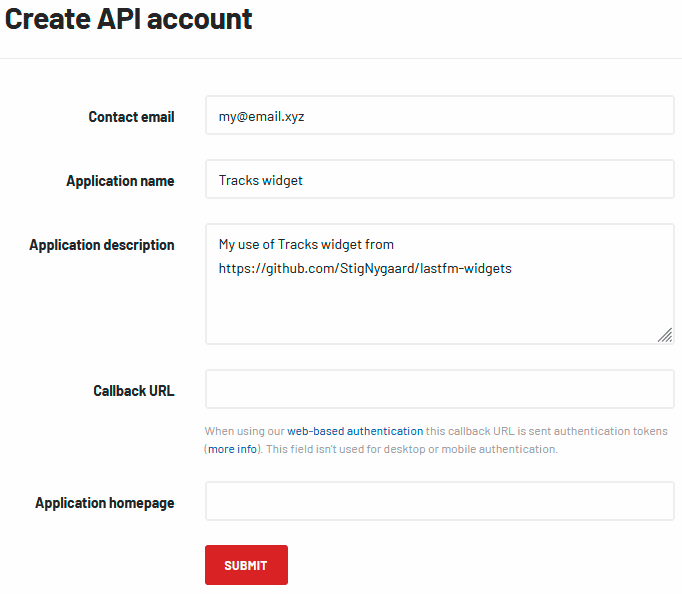 Create API account
Contact email
my@email.xyz
Application name
Tracks widget
Application description
My use of Tracks widget from
https://github.com/StigNygaard/lastfm-widgets
Callback URL
When using our web-based authentication this callback URL is sent authentication tokens
(more info). This field isn't used for desktop or mobile authentication.
Application homepage
SUBMIT